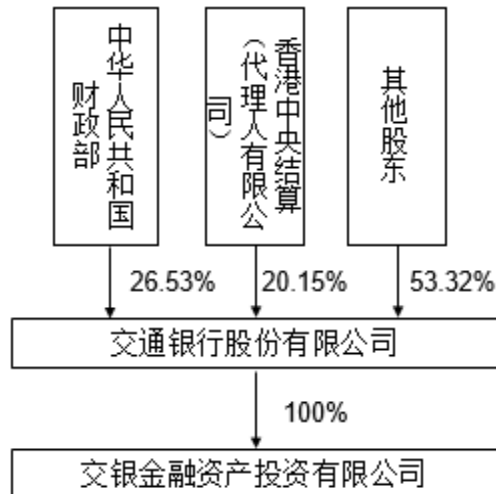 中华人民共和国
财政部
香港中央结算
（代理人有限公
司）
其他股东
26.53%
20.15%
53.32%
交通银行股份有限公司
100%
交银金融资产投资有限公司